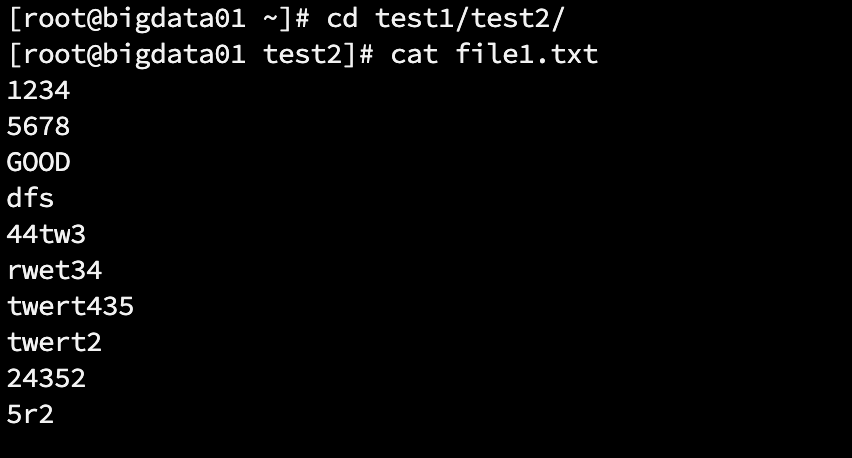 [root@bigdata01 ~]# cd test1/test2/
[root@bigdata01 test2]# cat file1.txt
1234
5678
GOOD
dfs
44tw3
rwet34
twert435
twert2
24352
5r2